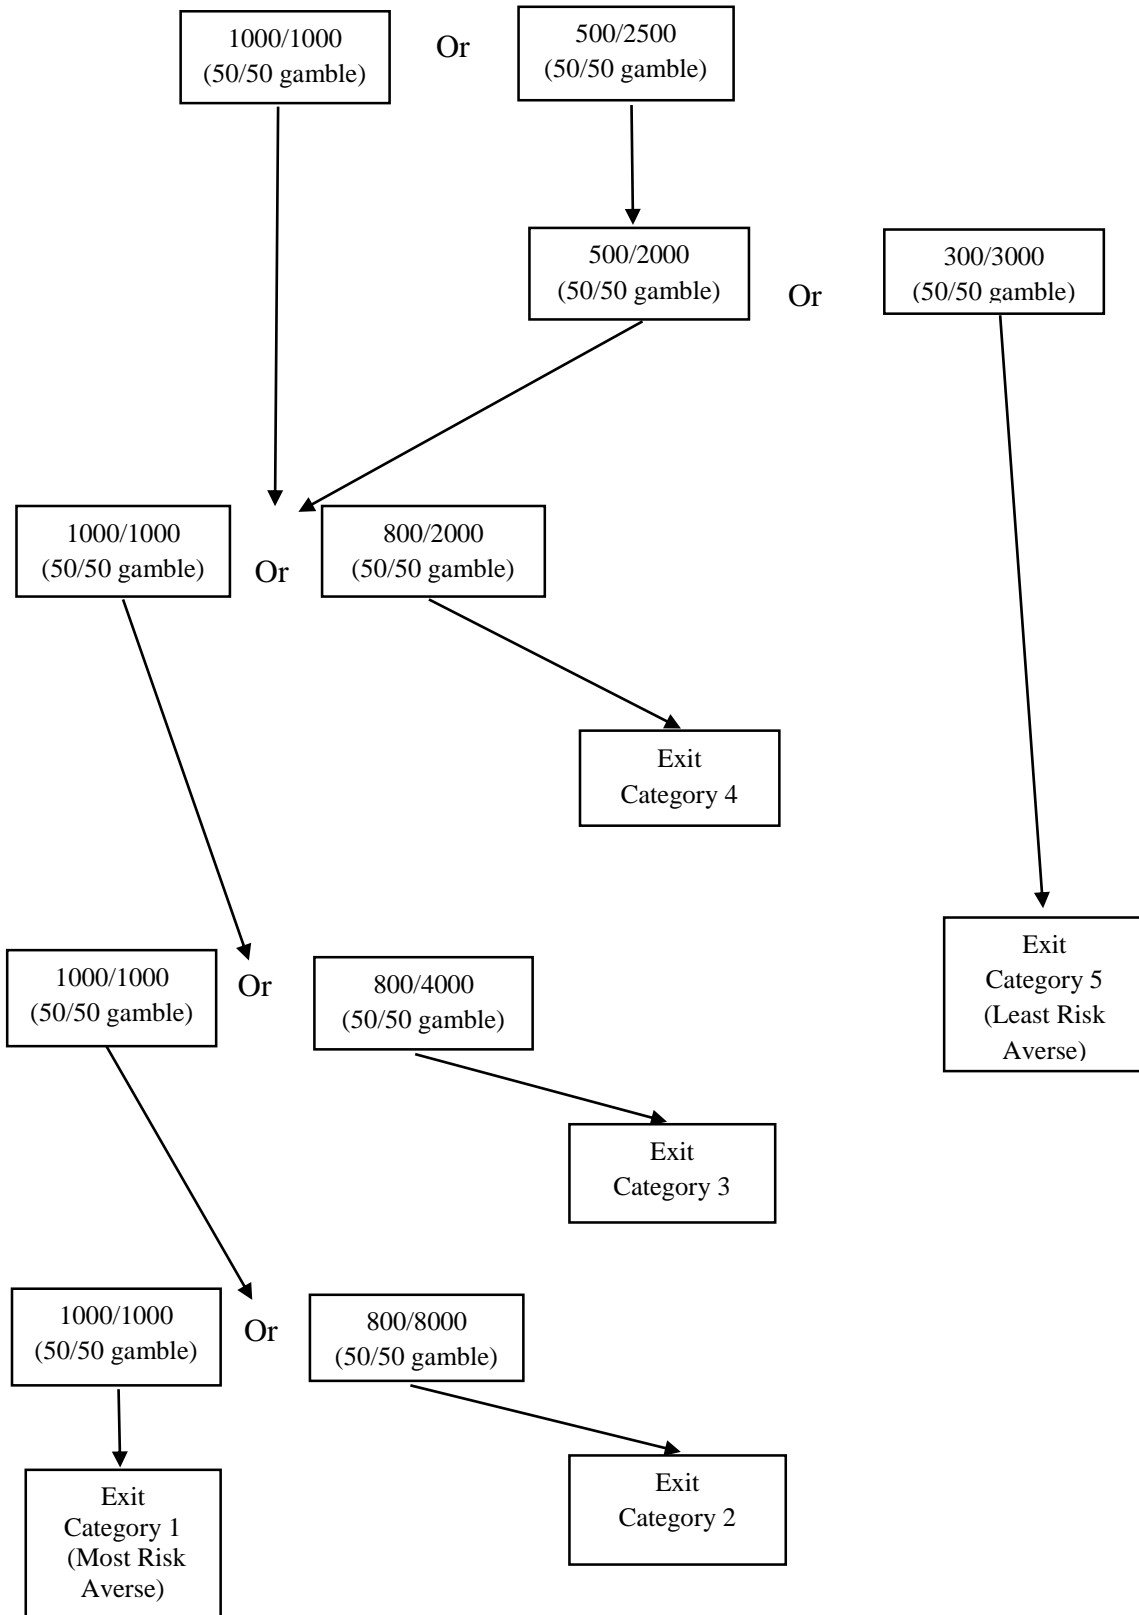 1000/1000
(50/50 gamble)
Or
500/2500
(50/50 gamble)
500/2000
(50/50 gamble)
Or
300/3000
(50/50 gamble)
1000/1000
(50/50 gamble)
Or
800/2000
(50/50 gamble)
Exit
Category 4
Exit
Category 5
(Least Risk
Averse)
1000/1000
(50/50 gamble)
Or
800/4000
(50/50 gamble)
Exit
Category 3
1000/1000
(50/50 gamble)
Or
800/8000
(50/50 gamble)
Exit
Category 1
(Most Risk
Averse)
Exit
Category 2